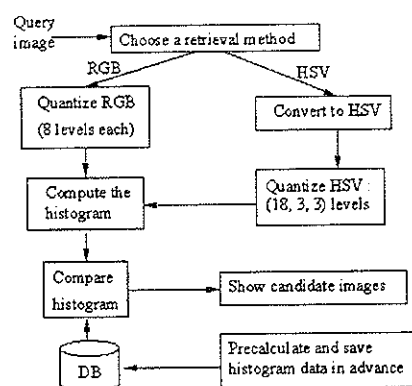 Query
image
Choose a retrieval method
RGB
HSV
Quantize RGB
(8 levels each)
Convert to HSV
Compute the
histogram
Quantize HSV :
(18, 3, 3) levels
Compare
histogram
Show candidate images
DB
Precalculate and save
histogram data in advance